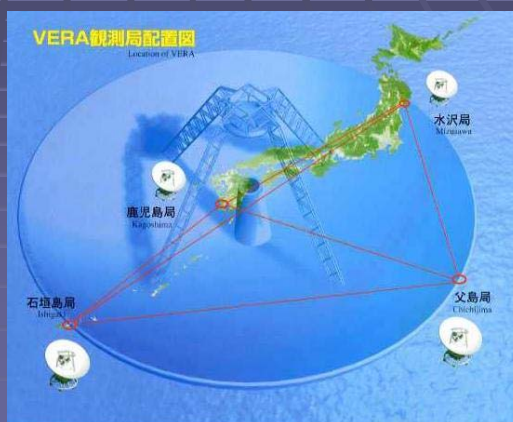 VERA観測局配置図
Location of VERA
水沢局
Mizusawa
鹿児島局
Kagoshima
石垣島局
Ishigaki
父島局
Chichijima